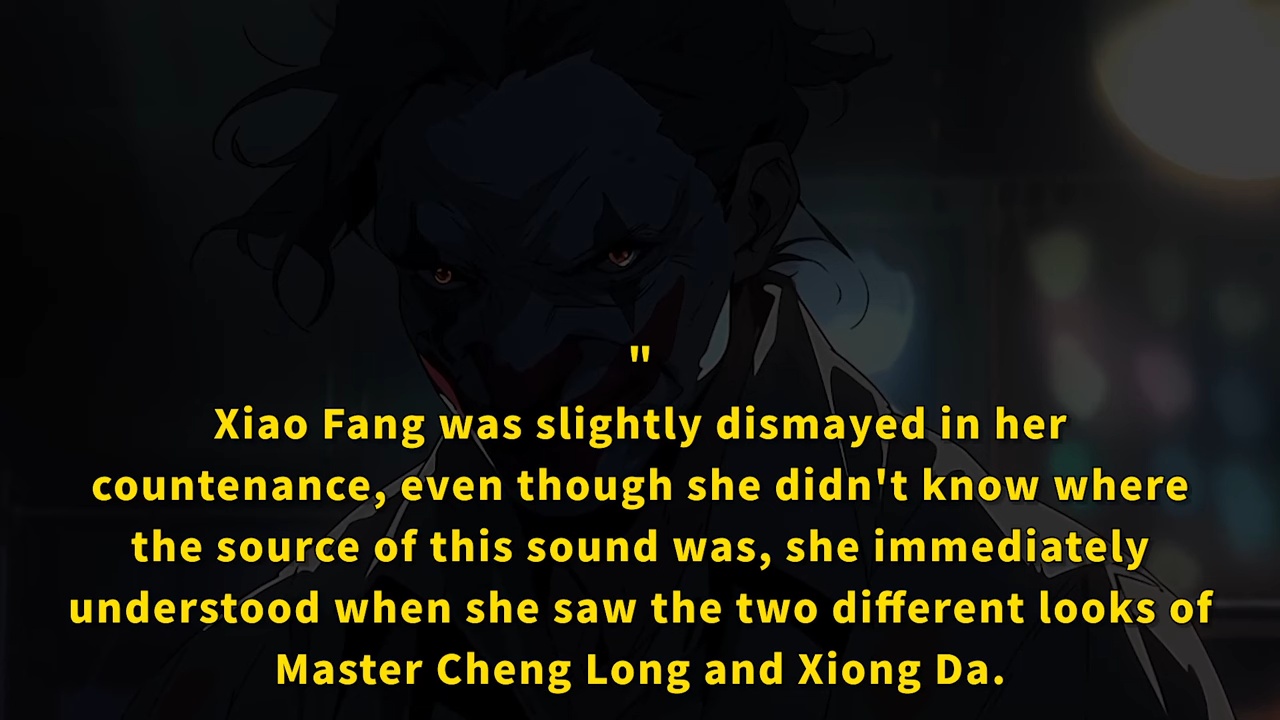 "
Xiao Fang was slightly dismayed in her
countenance, even though she didn't know where
the source of this sound was, she immediately
understood when she saw the two different looks of
Master Cheng Long and Xiong Da.